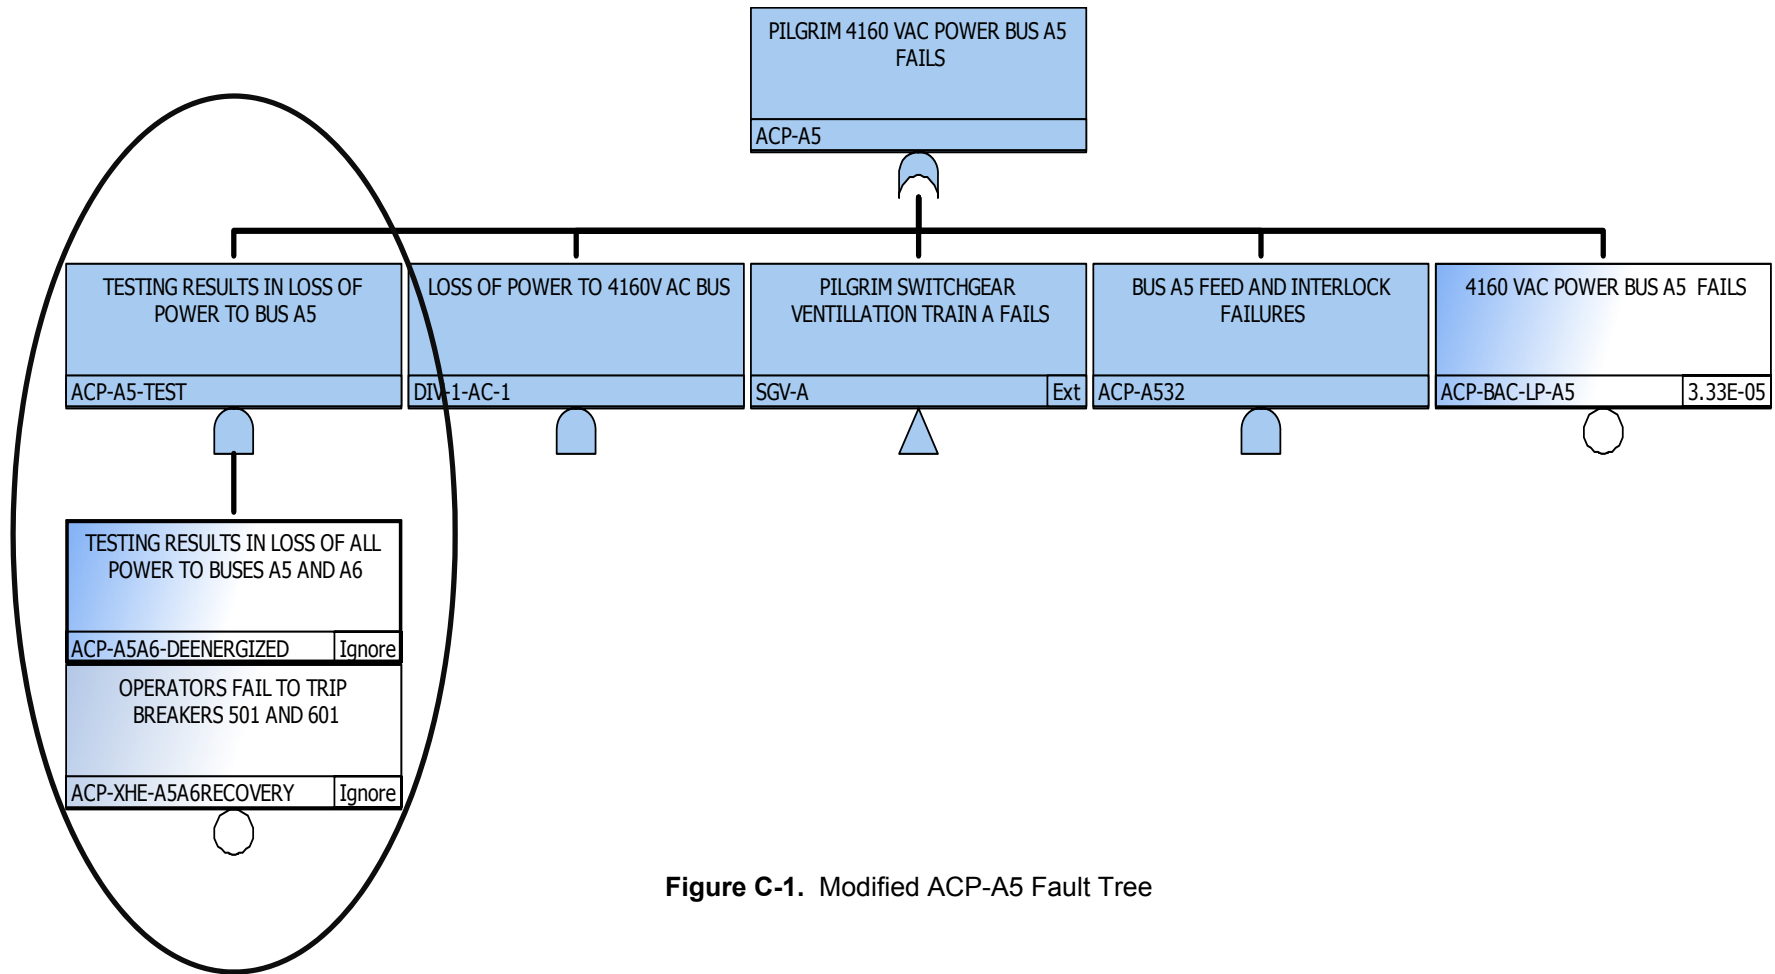 PILGRIM 4160 VAC POWER BUS A5
FAILS
ACP-A5
TESTING RESULTS IN LOSS OF
POWER TO BUS A5
ACP-A5-TEST
LOSS OF POWER TO 4160V AC BUS
DIV-1-AC-1
PILGRIM SWITCHGEAR
VENTILLATION TRAIN A FAILS
SGV-A Ext
BUS A5 FEED AND INTERLOCK
FAILURES
ACP-A532
4160 VAC POWER BUS A5 FAILS
ACP-BAC-LP-A5 3.33E-05
TESTING RESULTS IN LOSS OF ALL
POWER TO BUSES A5 AND A6
ACP-A5A6-DEENERGIZED Ignore
OPERATORS FAIL TO TRIP
BREAKERS 501 AND 601
ACP-XHE-A5A6RECOVERY Ignore
Figure C-1. Modified ACP-A5 Fault Tree